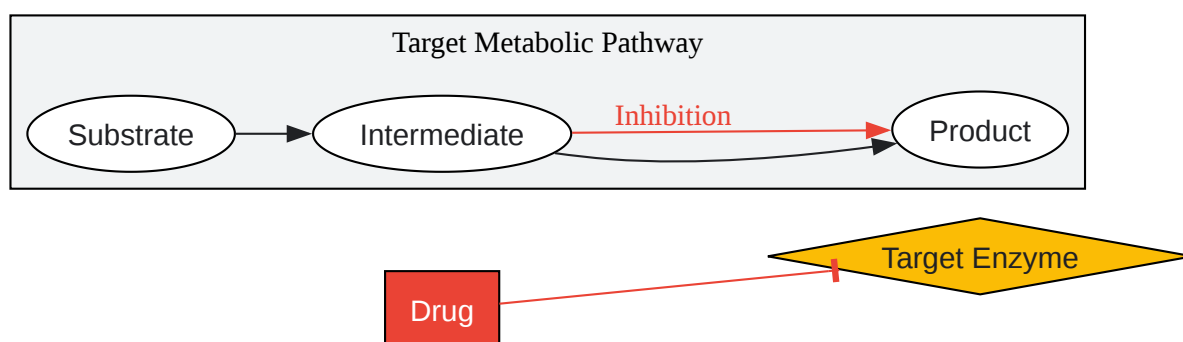 Target Metabolic Pathway
Substrate
Intermediate
Inhibition
Product
Target Enzyme
Drug